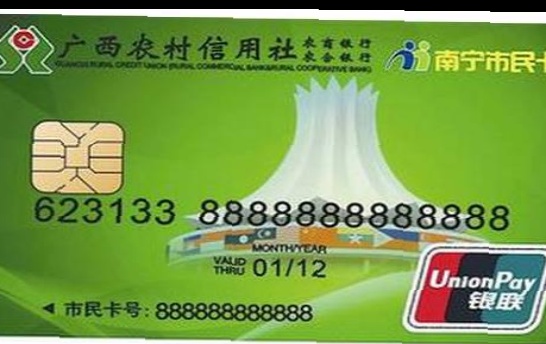 广西农村信用社 农商银行
农合银行
GUANGXI RURAL CREDIT UNION (RURAL COMMERCIAL BANK&RURAL COOPERATIVE BANK)
南宁市民卡
623133 8888888888888
MONTH/YEAR
VALID THRU 01/12
市民卡号: 888888888888
UnionPay
银联